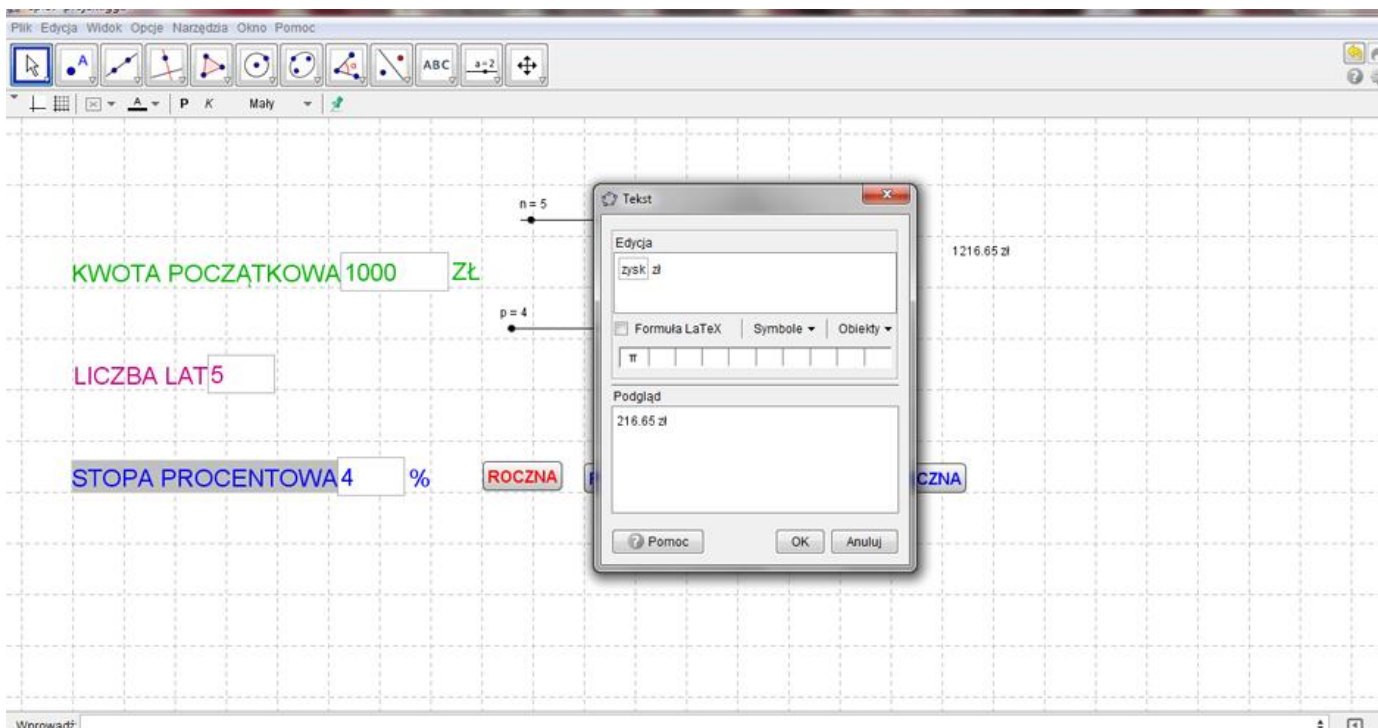 Plik Edycja Widok Opcje Narzędzia Okno Pomoc
A ABC a=2
A P K Mały
n = 5
Tekst
Edycja
zysk zł
1216.65 zł
KWOTA POCZĄTKOWA 1000 ZŁ
p = 4
Formuła LaTeX Symbole Obiekty
π
LICZBA LAT 5
Podgląd
216.65 zł
STOPA PROCENTOWA 4 %
ROCZNA
CZNA
Pomoc OK Anuluj
Wprowadź: